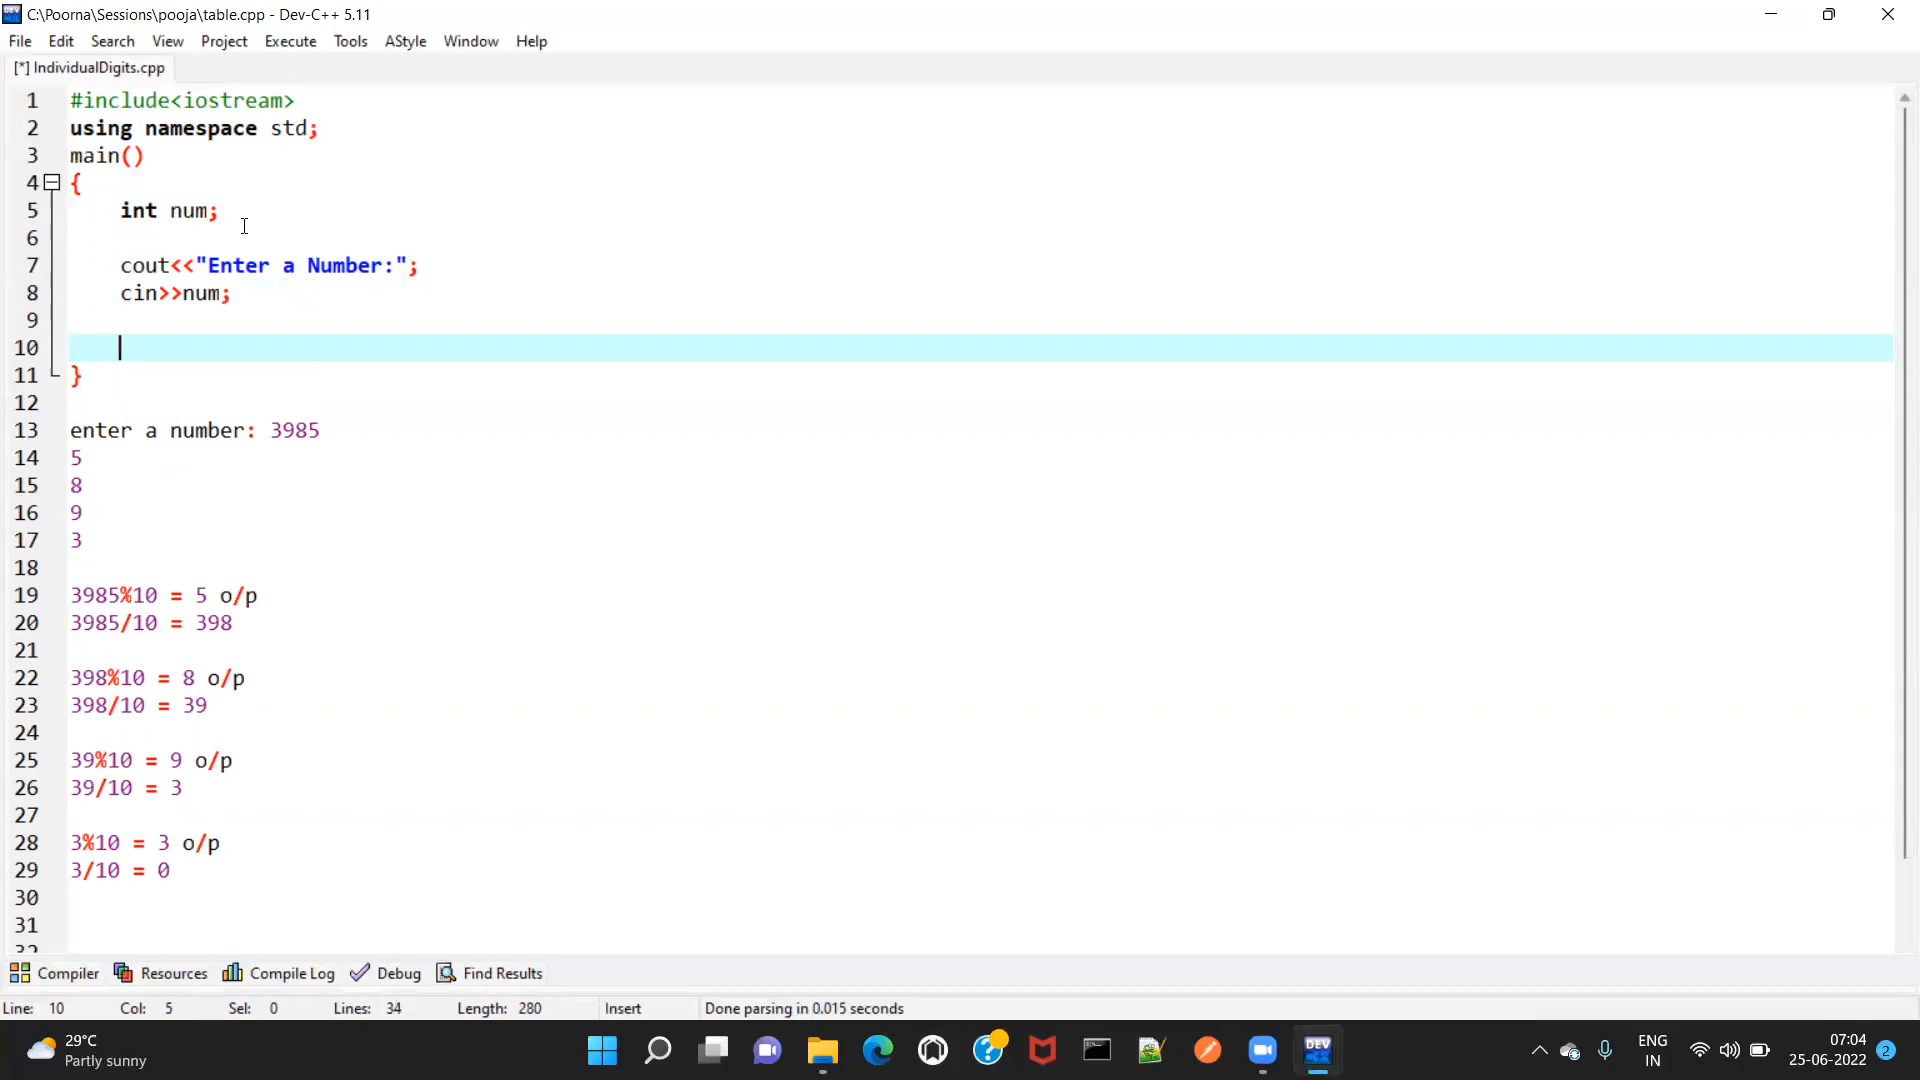 C:\Poorna\Sessions\pooja\table.cpp - Dev-C++ 5.11
File Edit Search View Project Execute Tools AStyle Window Help
[*] IndividualDigits.cpp
1 #include<iostream>
2 using namespace std;
3 main()
4 {
5 int num;
6
7 cout<<"Enter a Number:";
8 cin>>num;
9
10
11 }
12
13 enter a number: 3985
14 5
15 8
16 9
17 3
18
19 3985%10 = 5 o/p
20 3985/10 = 398
21
22 398%10 = 8 o/p
23 398/10 = 39
24
25 39%10 = 9 o/p
26 39/10 = 3
27
28 3%10 = 3 o/p
29 3/10 = 0
30
31
32
Compiler Resources Compile Log Debug Find Results
Line: 10 Col: 5 Sel: 0 Lines: 34 Length: 280 Insert Done parsing in 0.015 seconds
29°C
Partly sunny
DEV
ENG
IN
07:04
25-06-2022
2